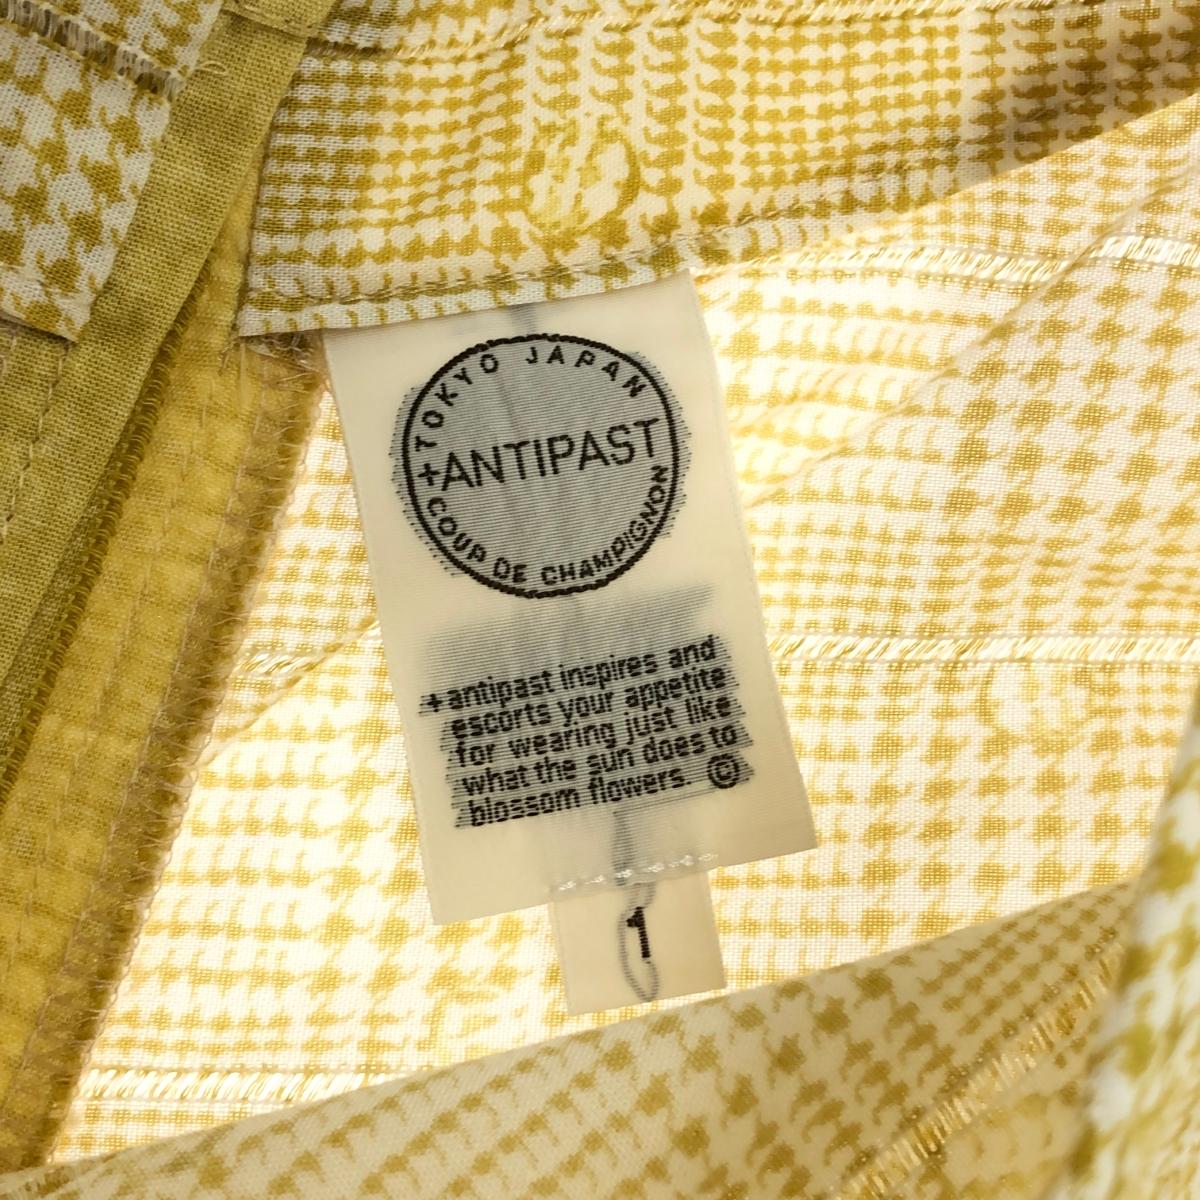 TOKYO JAPAN
+ANTIPAST
COUP DE CHAMPIGNON
+antipast inspires and
escorts your appetite
for wearing just like
what the sun does to
blossom flowers. ©
1